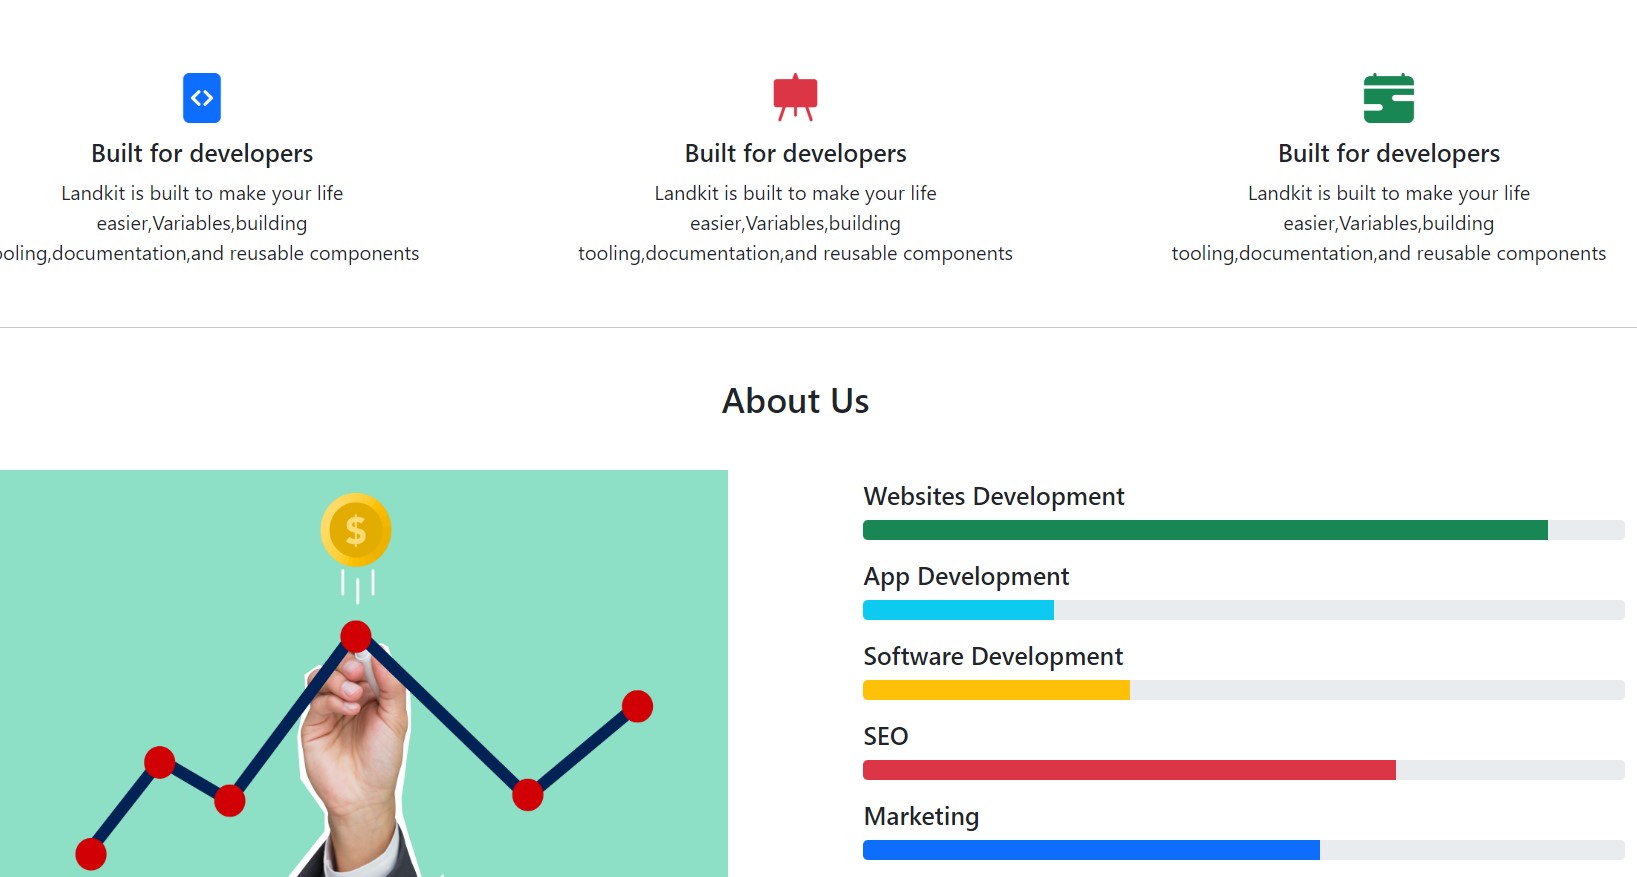 Built for developers
Landkit is built to make your life
easier,Variables,building
ooling,documentation,and reusable components
Built for developers
Landkit is built to make your life
easier,Variables,building
tooling,documentation,and reusable components
Built for developers
Landkit is built to make your life
easier,Variables,building
tooling,documentation,and reusable components
About Us
$
Websites Development
App Development
Software Development
SEO
Marketing